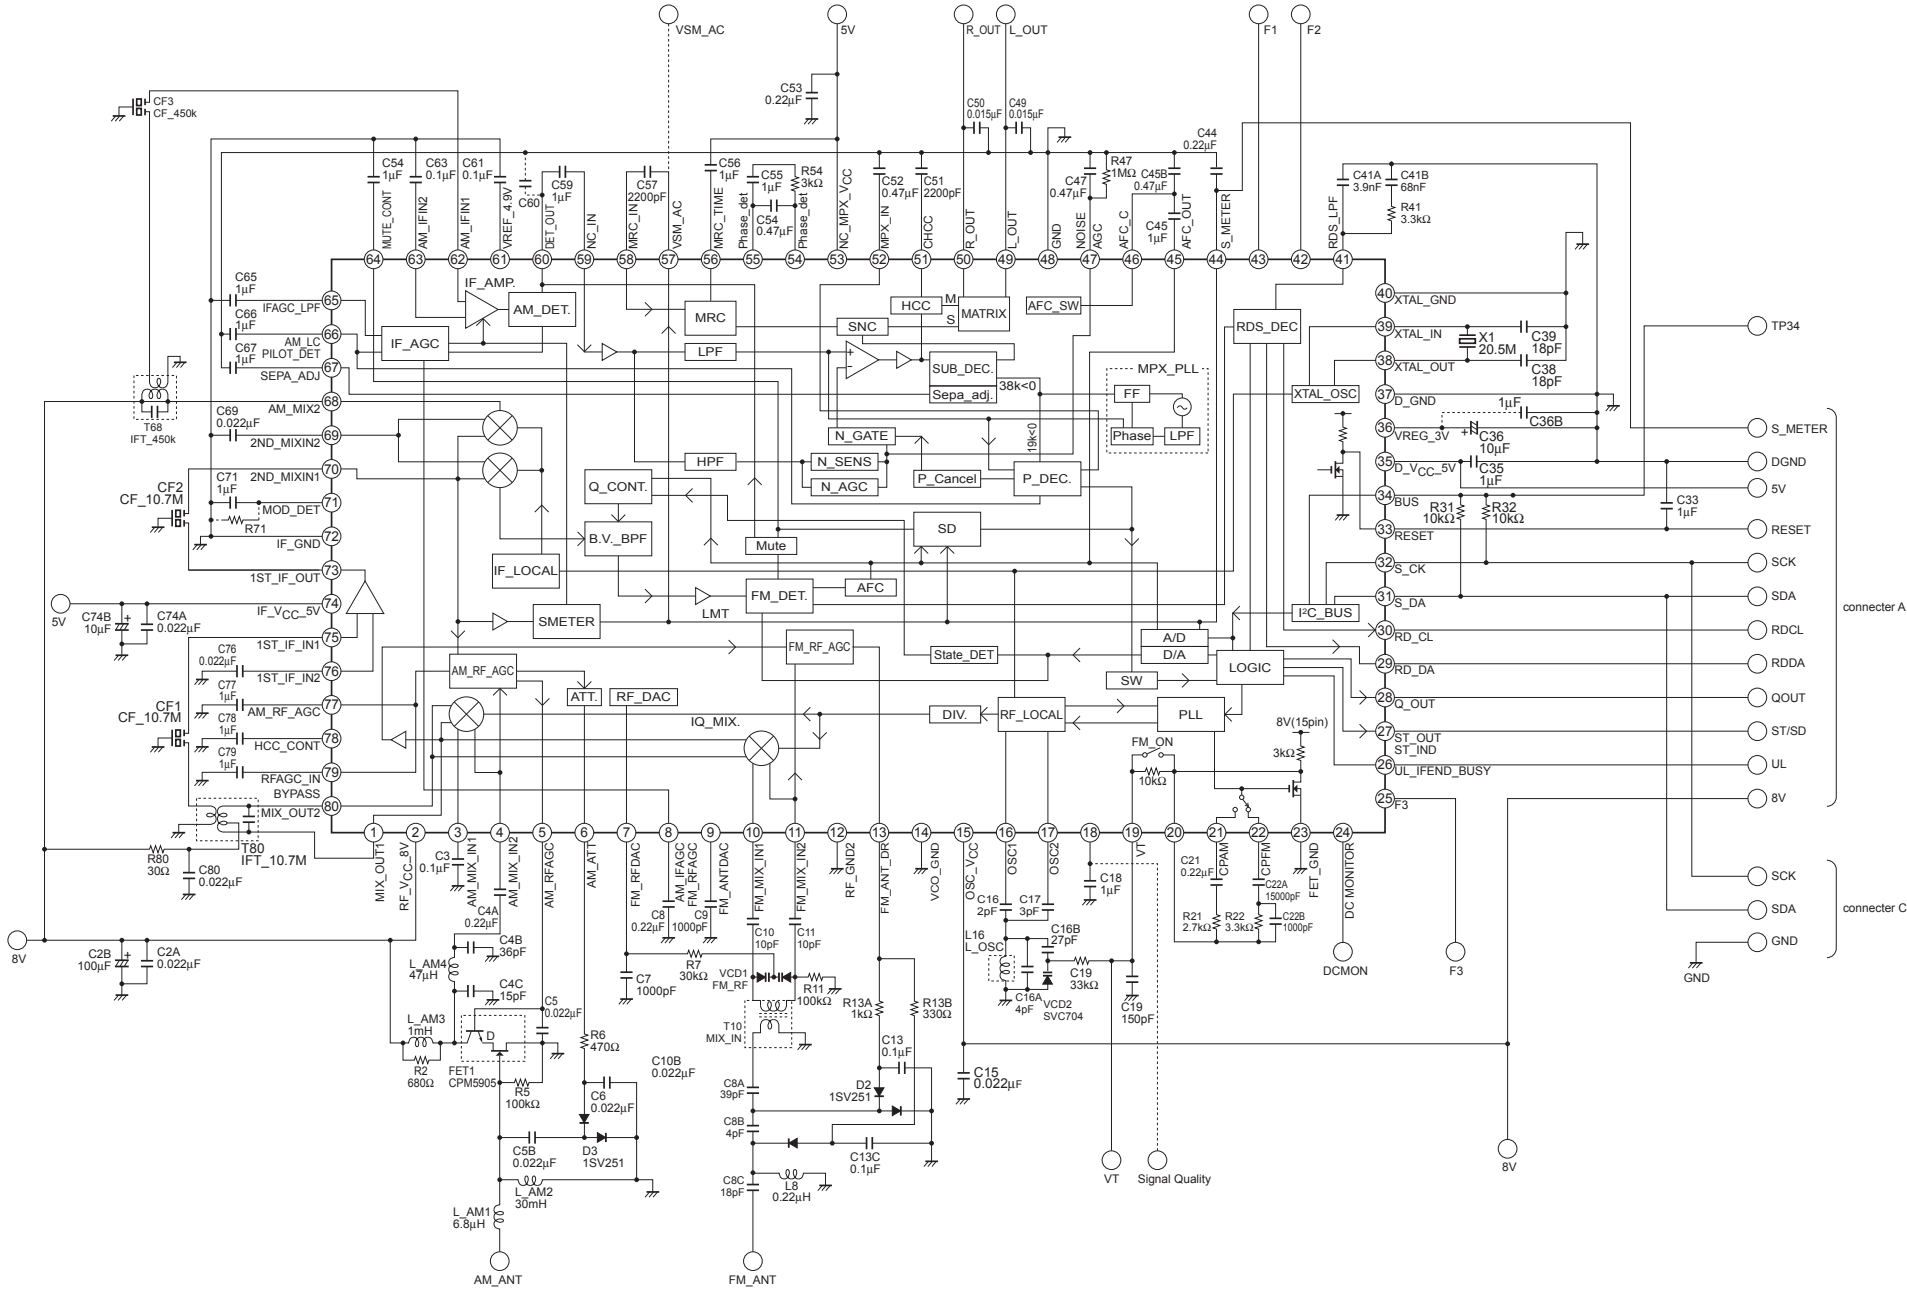 VSM_AC
5V
R_OUT
L_OUT
F1
F2
CF3
CF_450k
C53
0.22µF
C50
0.015µF
C49
0.015µF
C44
0.22µF
C54
1µF
C63
0.1µF
C61
0.1µF
C60
C59
1µF
C57
2200pF
C56
1µF
C55
1µF
R54
3kΩ
C54
0.47µF
C52
0.47µF
C51
2200pF
C47
0.47µF
R47
1MΩ
C45B
0.47µF
C45
1µF
C41A
3.9nF
C41B
68nF
R41
3.3kΩ
MUTE_CONT
AM_IFIN2
AM_IFIN1
VREF_4.9V
DET_OUT
NC_IN
MRC_IN
VSM_AC
MRC_TIME
Phase_det
Phase_det
NC_MPX_VCC
MPX_IN
CHCC
R_OUT
L_OUT
GND
NOISE
AGC
AFC_C
AFC_OUT
S_METER
RDS_LPF
64 63 62 61 60 59 58 57 56 55 54 53 52 51 50 49 48 47 46 45 44 43 42 41
C65
1µF
65
IFAGC_LPF
C66
1µF
66
AM_LC
PILOT_DET
C67
1µF
67
SEPA_ADJ
68
AM_MIX2
T68
IFT_450k
C69
0.022µF
69
2ND_MIXIN2
70
2ND_MIXIN1
CF2
CF_10.7M
C71
1µF
71
MOD_DET
R71
72
IF_GND
73
1ST_IF_OUT
74
IF_VCC_5V
5V
C74B
10µF
+
C74A
0.022µF
75
1ST_IF_IN1
C76
0.022µF
76
1ST_IF_IN2
C77
1µF
77
AM_RF_AGC
CF1
CF_10.7M
C78
1µF
78
HCC_CONT
C79
1µF
79
RFAGC_IN
BYPASS
80
MIX_OUT2
T80
IFT_10.7M
R80
30Ω
C80
0.022µF
IF_AMP.
AM_DET.
IF_AGC
MRC
LPF
SNC
HCC
M
S
MATRIX
AFC_SW
+
-
SUB_DEC.
Sepa_adj.
38k<0
MPX_PLL
FF
Phase
LPF
RDS_DEC
XTAL_OSC
N_GATE
HPF
N_SENS
N_AGC
P_Cancel
P_DEC.
19k<0
Q_CONT.
B.V._BPF
SD
Mute
IF_LOCAL
FM_DET.
AFC
LMT
SMETER
I²C_BUS
A/D
D/A
FM_RF_AGC
State_DET
LOGIC
AM_RF_AGC
ATT.
RF_DAC
SW
IQ_MIX.
DIV.
RF_LOCAL
PLL
8V(15pin)
3kΩ
FM_ON
10kΩ
40
XTAL_GND
39
XTAL_IN
X1
20.5M
C39
18pF
38
XTAL_OUT
C38
18pF
37
D_GND
1µF
C36B
36
VREG_3V
+
C36
10µF
35
D_VCC_5V
C35
1µF
34
BUS
R31
10kΩ
R32
10kΩ
C33
1µF
33
RESET
32
S_CK
31
S_DA
30
RD_CL
29
RD_DA
28
Q_OUT
27
ST_OUT
ST_IND
26
UL_IFEND_BUSY
25
F3
TP34
S_METER
DGND
5V
RESET
SCK
SDA
RDCL
RDDA
QOUT
ST/SD
UL
8V
connecter A
SCK
SDA
GND
GND
connecter C
1 2 3 4 5 6 7 8 9 10 11 12 13 14 15 16 17 18 19 20 21 22 23 24
MIX_OUT1
RF_VCC_8V
AM_MIX_IN1
AM_MIX_IN2
AM_RFAGC
AM_ATT
FM_RFDAC
AM_IFAGC
FM_RFAGC
FM_ANTDAC
FM_MIX_IN1
FM_MIX_IN2
RF_GND2
FM_ANT_DR
VCO_GND
OSC_VCC
OSC1
OSC2
VT
CPAM
CPFM
FET_GND
DC MONITOR
8V
C2B
100µF
+
C2A
0.022µF
C3
0.1µF
C4A
0.22µF
C4B
36pF
L_AM4
47µH
C4C
15pF
L_AM3
1mH
R2
680Ω
D
FET1
CPM5905
C5
0.022µF
R5
100kΩ
R6
470Ω
C6
0.022µF
C5B
0.022µF
D3
1SV251
L_AM2
30mH
L_AM1
6.8µH
AM_ANT
C7
1000pF
C8
0.22µF
C9
1000pF
R7
30kΩ
C10
10pF
C11
10pF
VCD1
FM_RF
R11
100kΩ
T10
MIX_IN
C10B
0.022µF
C8A
39pF
C8B
4pF
C8C
18pF
L8
0.22µH
FM_ANT
R13A
1kΩ
R13B
330Ω
C13
0.1µF
D2
1SV251
C13C
0.1µF
C15
0.022µF
C16
2pF
C17
3pF
L16
L_OSC
C16B
27pF
C16A
4pF
VCD2
SVC704
C19
33kΩ
C18
1µF
C19
150pF
C21
0.22µF
C22A
15000pF
R21
2.7kΩ
R22
3.3kΩ
C22B
1000pF
VT
Signal Quality
DCMON
F3
8V